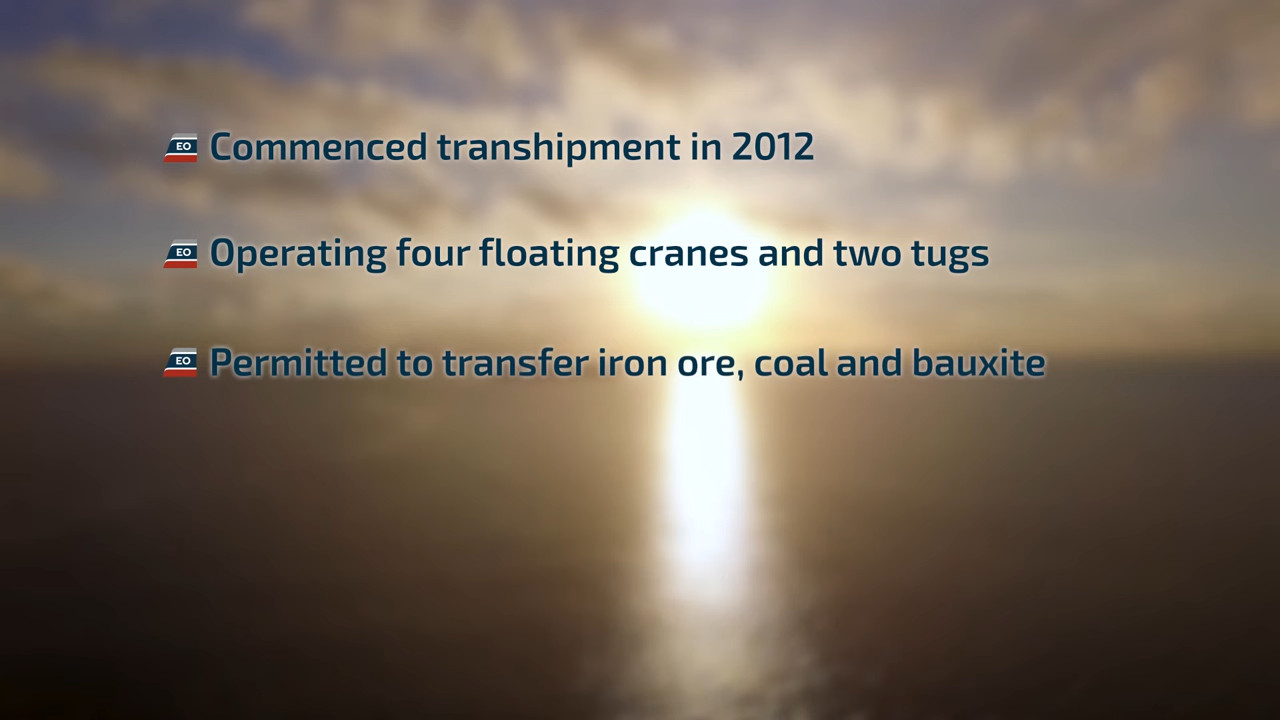 EO Commenced transhipment in 2012
EO Operating four floating cranes and two tugs
EO Permitted to transfer iron ore, coal and bauxite